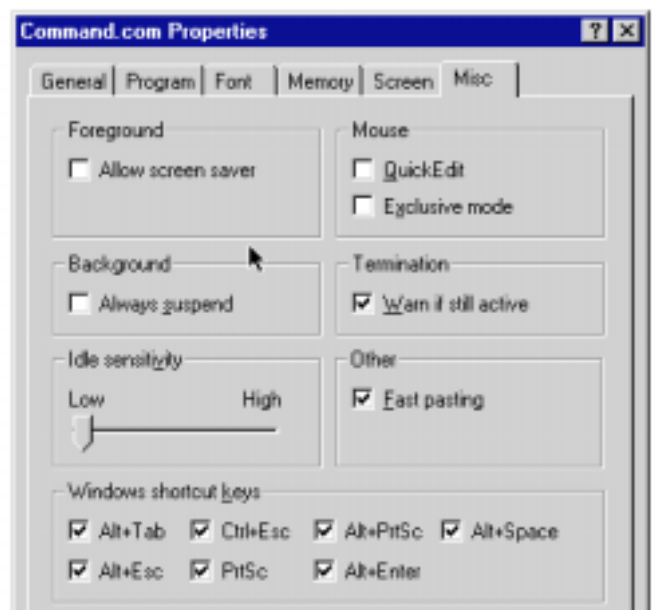 Command.com Properties
General Program Font Memory Screen Misc
Foreground
Allow screen saver
Mouse
QuickEdit
Exclusive mode
Background
Always suspend
Termination
Warn if still active
Idle sensitivity
Low High
Other
Fast pasting
Windows shortcut keys
Alt+Tab Ctrl+Esc Alt+PrtSc Alt+Space
Alt+Esc PrtSc Alt+Enter